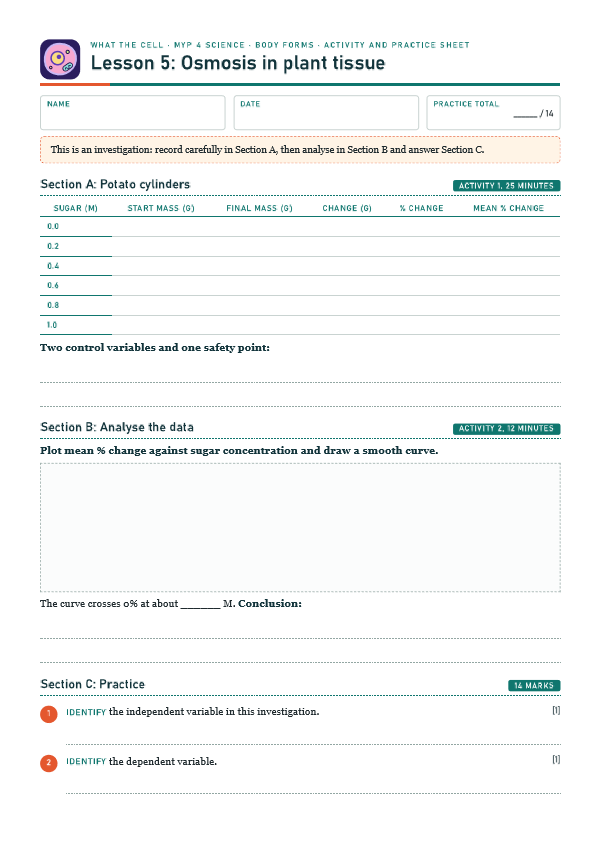 WHAT THE CELL · MYP 4 SCIENCE · BODY FORMS · ACTIVITY AND PRACTICE SHEET
Lesson 5: Osmosis in plant tissue
NAME
DATE
PRACTICE TOTAL
_____ / 14
This is an investigation: record carefully in Section A, then analyse in Section B and answer Section C.
Section A: Potato cylinders
ACTIVITY 1, 25 MINUTES
SUGAR (M) START MASS (G) FINAL MASS (G) CHANGE (G) % CHANGE MEAN % CHANGE
0.0
0.2
0.4
0.6
0.8
1.0
Two control variables and one safety point:
Section B: Analyse the data
ACTIVITY 2, 12 MINUTES
Plot mean % change against sugar concentration and draw a smooth curve.
The curve crosses 0% at about _______ M. Conclusion:
Section C: Practice
14 MARKS
1 IDENTIFY the independent variable in this investigation. [1]
2 IDENTIFY the dependent variable. [1]